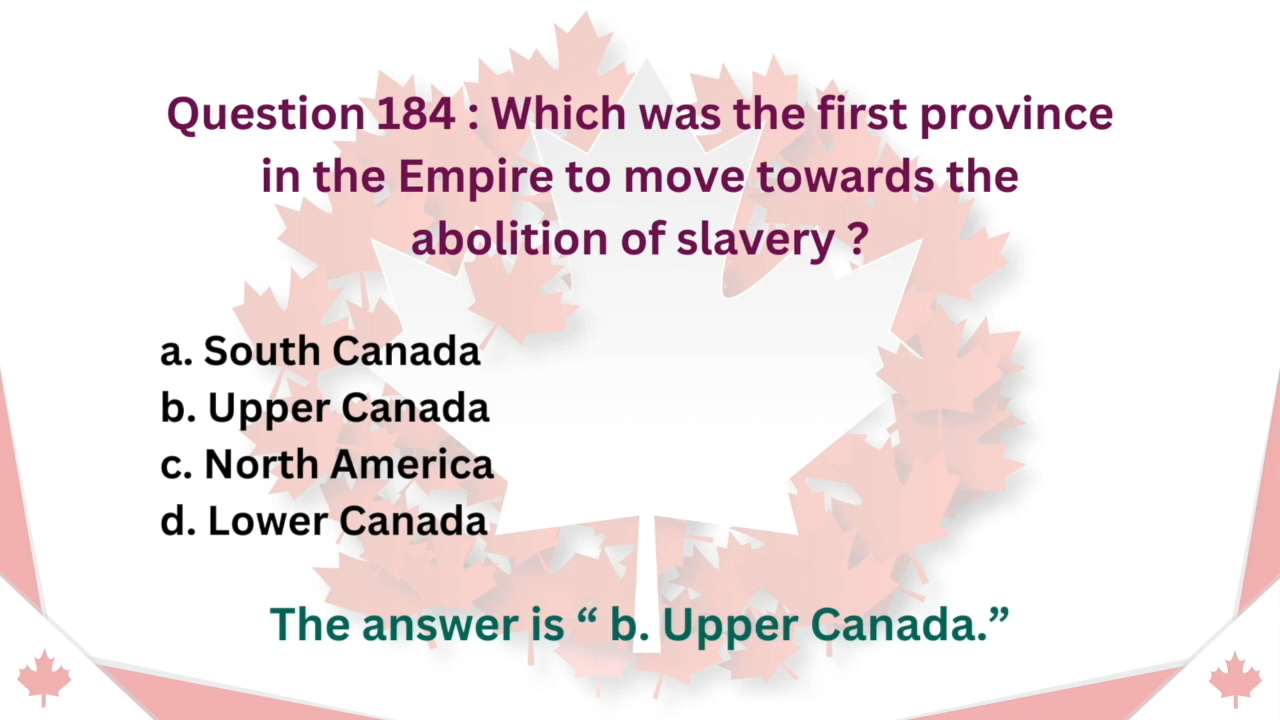 Question 184 : Which was the first province
in the Empire to move towards the
abolition of slavery ?
a. South Canada
b. Upper Canada
c. North America
d. Lower Canada
The answer is “ b. Upper Canada.”